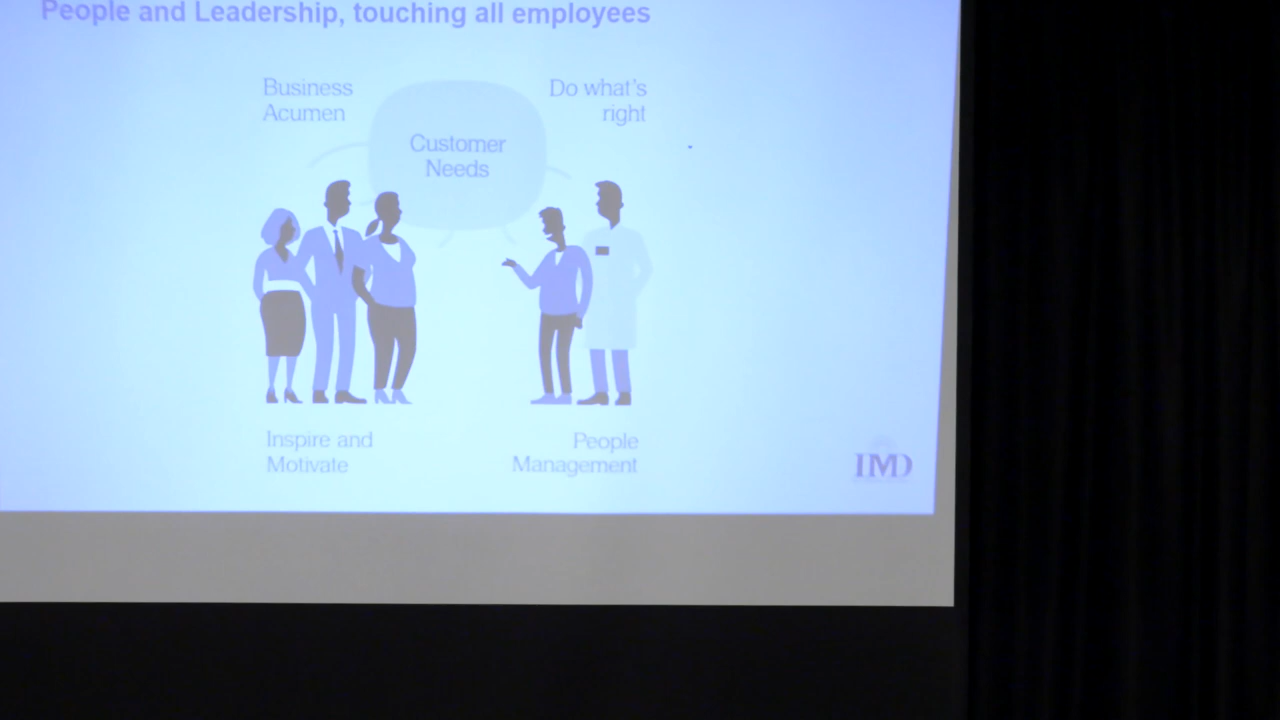 People and Leadership, touching all employees
Business
Acumen
Do what's
right
Customer
Needs
Inspire and
Motivate
People
Management
IMD